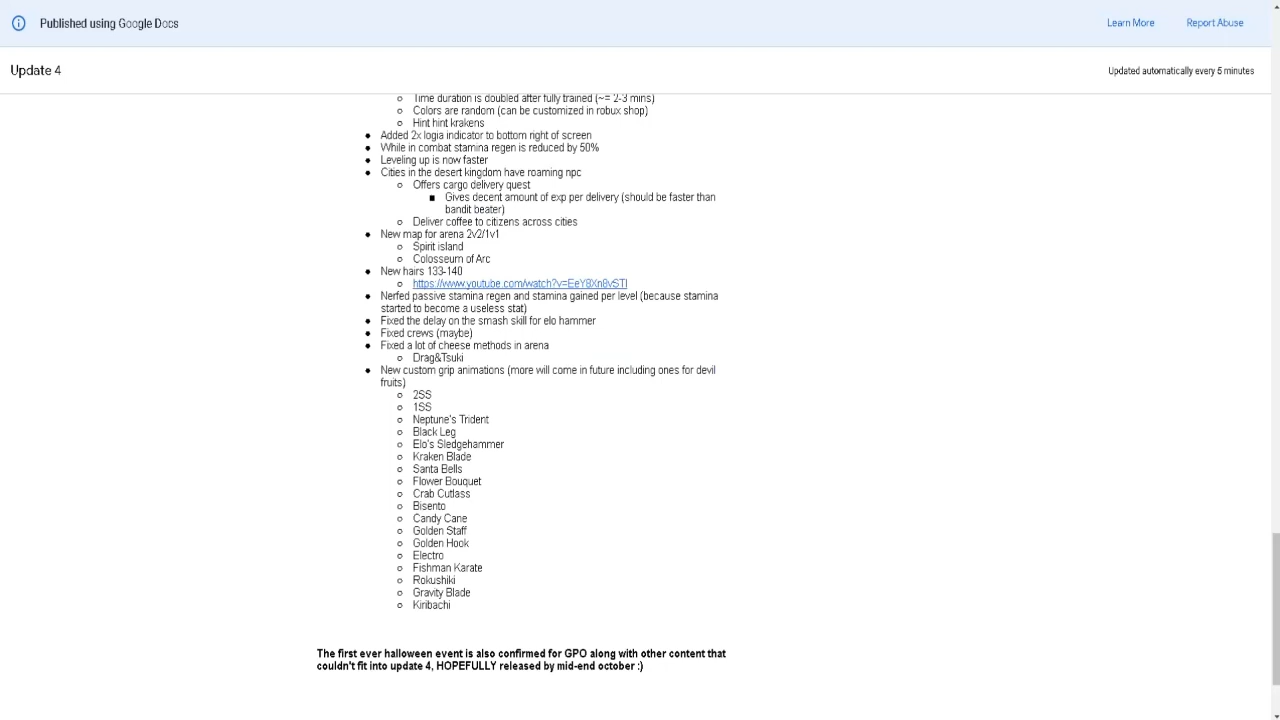 Published using Google Docs
Learn More
Report Abuse
Update 4
Updated automatically every 5 minutes
Time duration is doubled after fully trained (~= 2-3 mins)
Colors are random (can be customized in robux shop)
Hint hint krakens
Added 2x logia indicator to bottom right of screen
While in combat stamina regen is reduced by 50%
Leveling up is now faster
Cities in the desert kingdom have roaming npc
Offers cargo delivery quest
Gives decent amount of exp per delivery (should be faster than
bandit beater)
Deliver coffee to citizens across cities
New map for arena 2v2/1v1
Spirit island
Colosseum of Arc
New hairs 133-140
https://www.youtube.com/watch?v=EeY8Xn8vSTI
Nerfed passive stamina regen and stamina gained per level (because stamina
started to become a useless stat)
Fixed the delay on the smash skill for elo hammer
Fixed crews (maybe)
Fixed a lot of cheese methods in arena
Drag&Tsuki
New custom grip animations (more will come in future including ones for devil
fruits)
2SS
1SS
Neptune's Trident
Black Leg
Elo's Sledgehammer
Kraken Blade
Santa Bells
Flower Bouquet
Crab Cutlass
Bisento
Candy Cane
Golden Staff
Golden Hook
Electro
Fishman Karate
Rokushiki
Gravity Blade
Kiribachi
The first ever halloween event is also confirmed for GPO along with other content that
couldn't fit into update 4, HOPEFULLY released by mid-end october :)